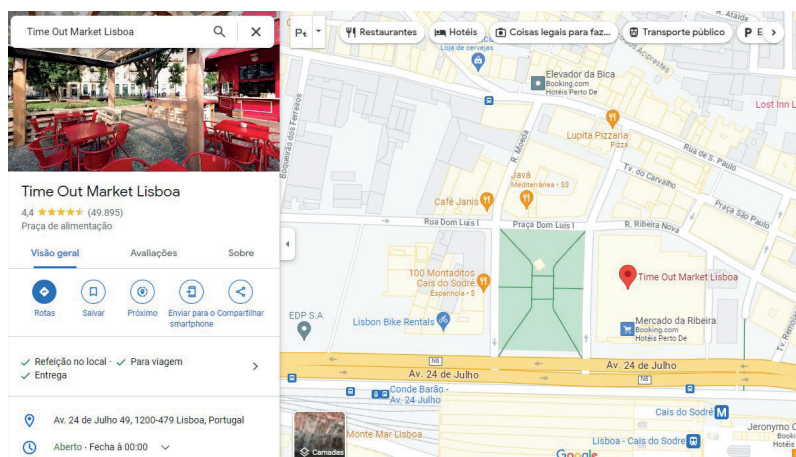 Time Out Market Lisboa
Pt
Restaurantes
Hotéis
Coisas legais para faz...
Transporte público
P E
R. Ataíde
Loja de cervejas
Elevador da Bica
Booking.com
Hotéis Perto De
Lost Inn L
Boqueirão dos Ferreiros
R. Moeda
Lupita Pizzaria
Pizza
Rua de S. Paulo
Time Out Market Lisboa
4,4 (49.895)
Praça de alimentação
Javá
Mediterrânea · $$
Tv. do Carvalho
Café Janis
Praça São Paulo
Rua Dom Luís I
Praça Dom Luís I
R. Ribeira Nova
Visão geral
Avaliações
Sobre
100 Montaditos
Cais do Sodré
Espanhola · $
Time Out Market Lisboa
Rotas
Salvar
Próximo
Enviar para o smartphone
Compartilhar
EDP S.A
Lisbon Bike Rentals
Mercado da Ribeira
Booking.com
Hotéis Perto De
Refeição no local · Para viagem
Entrega
N6
Av. 24 de Julho
Av. 24 de Julho
N6
Conde Barão -
Av. 24 Julho
Av. 24 de Julho 49, 1200-479 Lisboa, Portugal
Cais do Sodré M
Jeronymo C
Booki
Monte Mar Lisboa
Lisboa - Cais do Sodre
Aberto · Fecha à 00:00
Camadas
Google